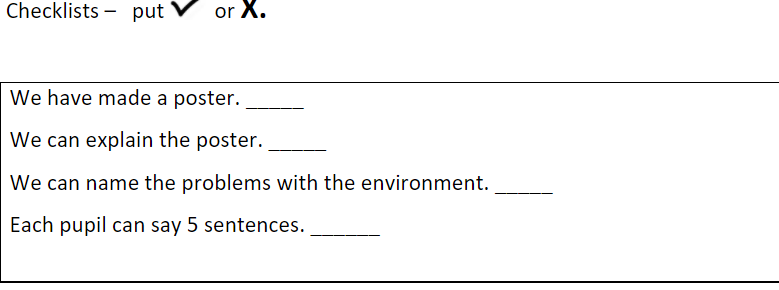 Checklists – put ✔ or X.
We have made a poster. _____
We can explain the poster. _____
We can name the problems with the environment. _____
Each pupil can say 5 sentences. ______